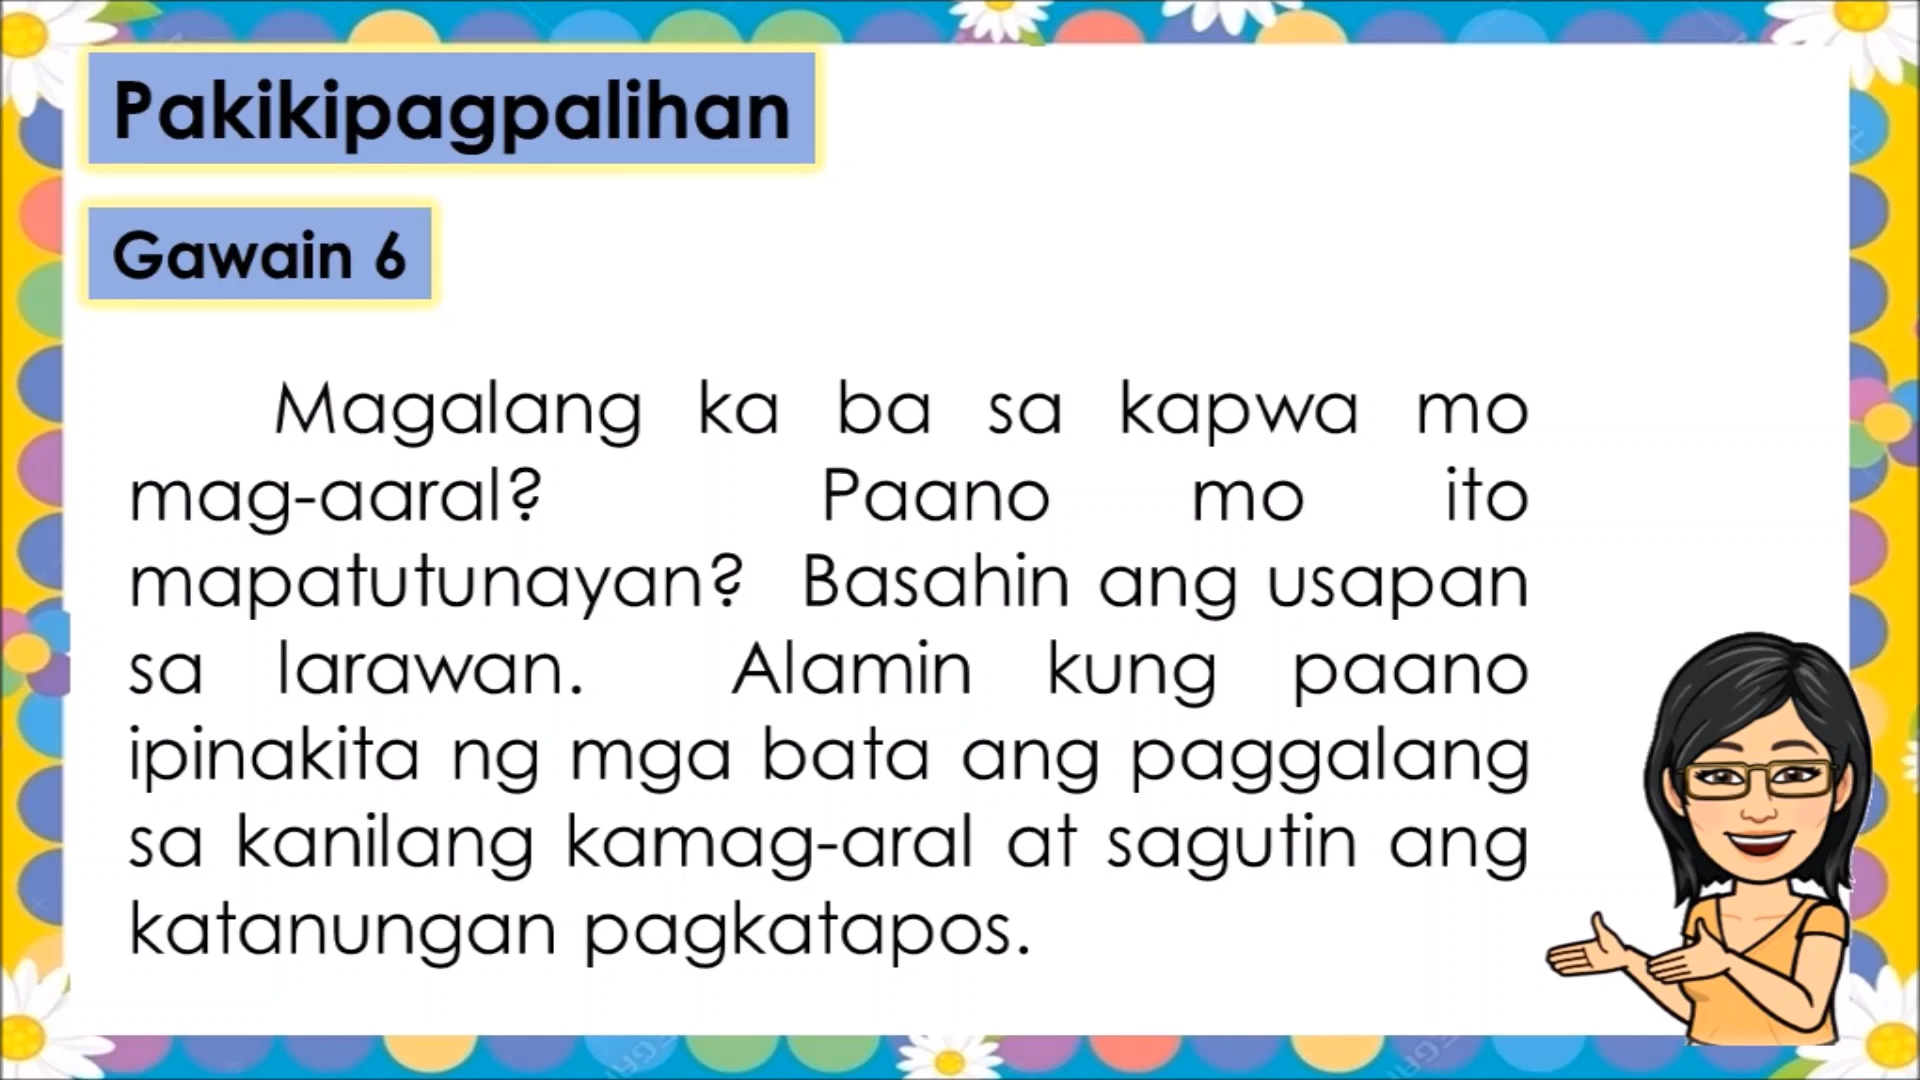 Pakikipagpalihan
Gawain 6
Magalang ka ba sa kapwa mo
mag-aaral? Paano mo ito
mapatutunayan? Basahin ang usapan
sa larawan. Alamin kung paano
ipinakita ng mga bata ang paggalang
sa kanilang kamag-aral at sagutin ang
katanungan pagkatapos.